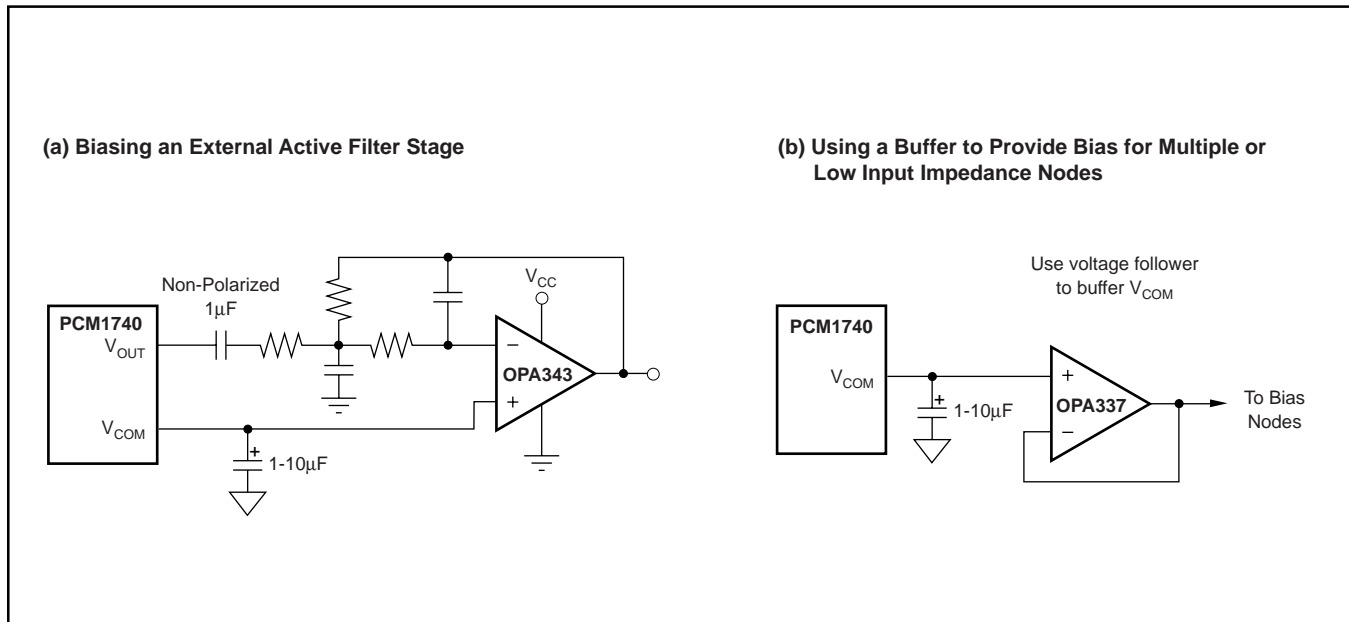 (a) Biasing an External Active Filter Stage
Non-Polarized
1µF
PCM1740
VOUT
VCOM
+
1-10µF
VCC
−
OPA343
+
(b) Using a Buffer to Provide Bias for Multiple or
Low Input Impedance Nodes
Use voltage follower
to buffer VCOM
PCM1740
VCOM
+
1-10µF
+
OPA337
−
To Bias
Nodes